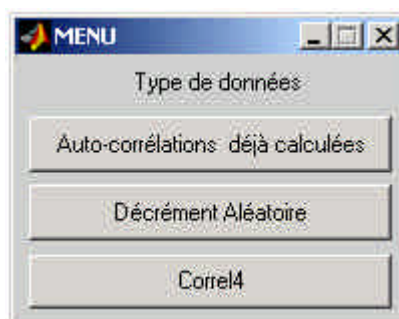 MENU
Type de données
Auto-corrélations déjà calculées
Décrément Aléatoire
Correl4